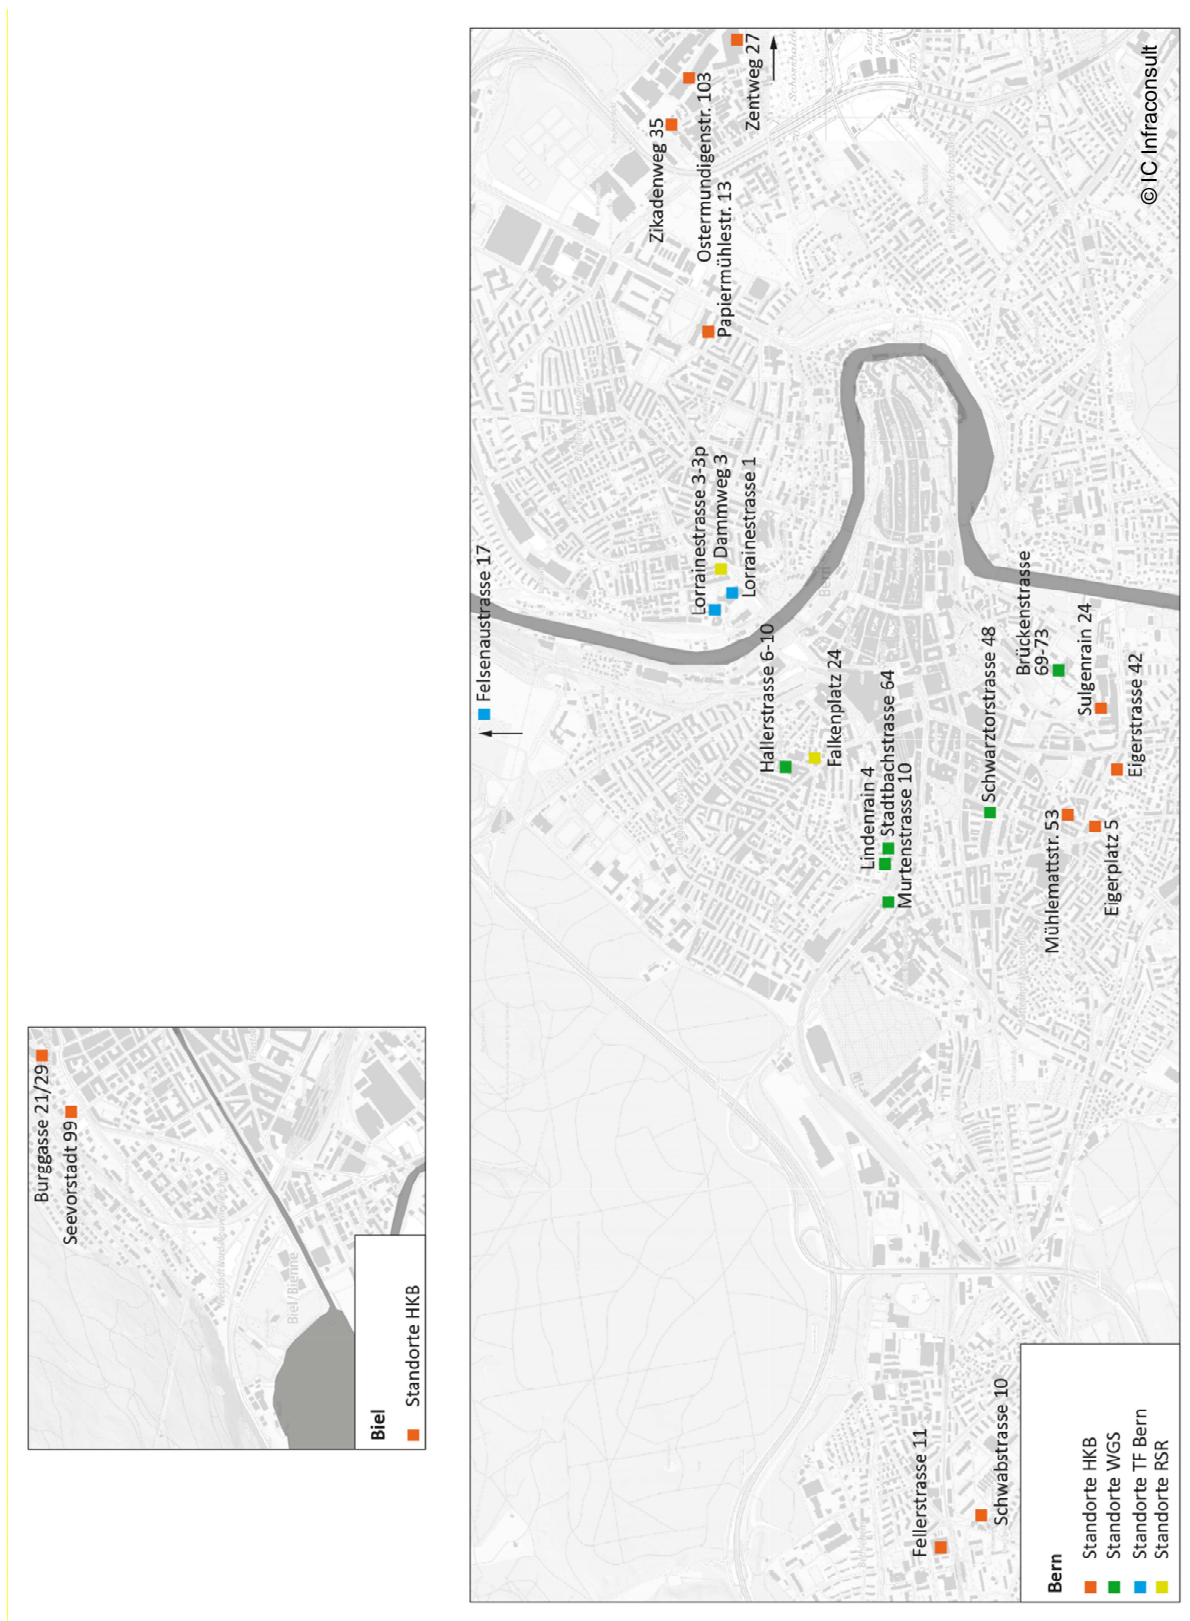 Burggasse 21/29
Seevorstadt 99
Biel/Bienne
Biel
Standorte HKB
Felsenaustrasse 17
Zikadenweg 35
Ostermundigenstr. 103
Zentweg 27
Papiermühlestr. 13
Lorrainestrasse 3-3p
Dammweg 3
Lorrainestrasse 1
Hallerstrasse 6-10
Falkenplatz 24
Lindenrain 4
Stadtbachstrasse 64
Murtenstrasse 10
Schwarztorstrasse 48
Brückenstrasse
69-73
Sulgenrain 24
Eigerstrasse 42
Mühlemattstr. 53
Eigerplatz 5
Fellerstrasse 11
Schwabstrasse 10
Bern
Standorte HKB
Standorte WGS
Standorte TF Bern
Standorte RSR
© IC Infraconsult